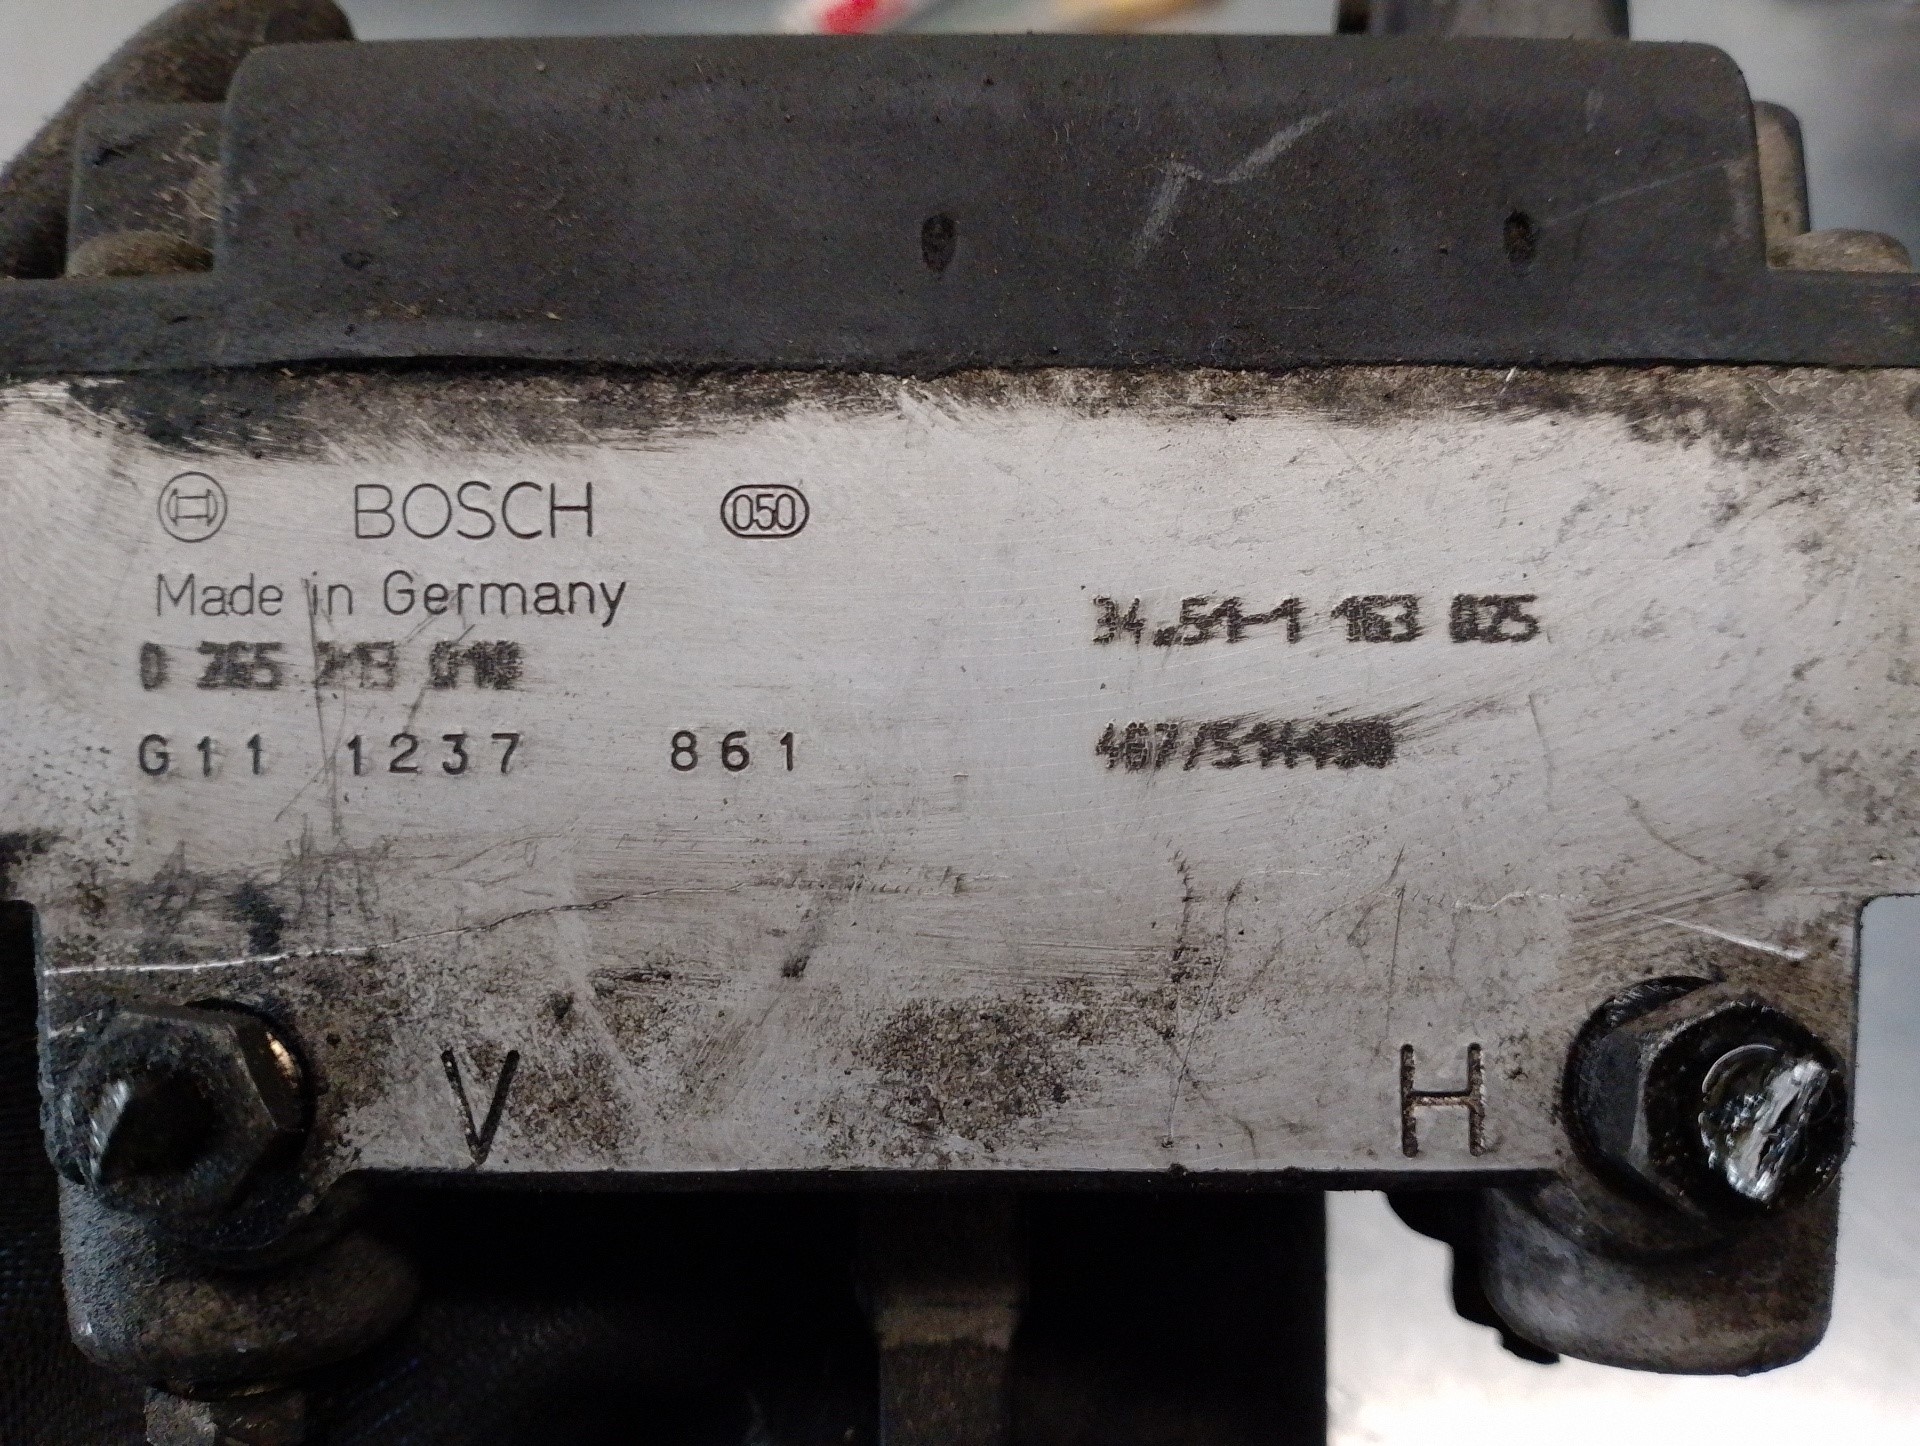 BOSCH 050
Made in Germany
34.51-1 163 025
0 265 213 010
G11 1237 861
V H